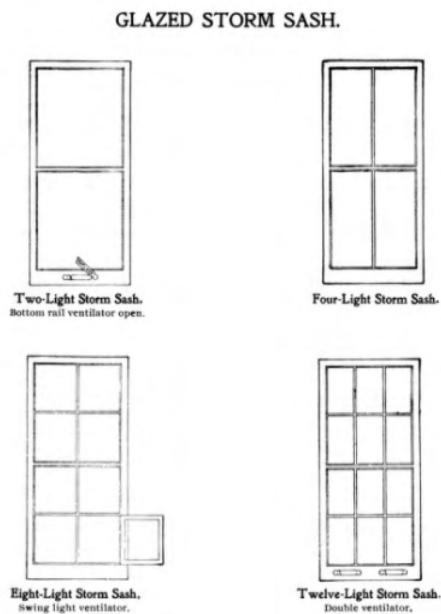 GLAZED STORM SASH.
Two-Light Storm Sash.
Bottom rail ventilator open.
Four-Light Storm Sash.
Eight-Light Storm Sash.
Swing light ventilator.
Twelve-Light Storm Sash.
Double ventilator.